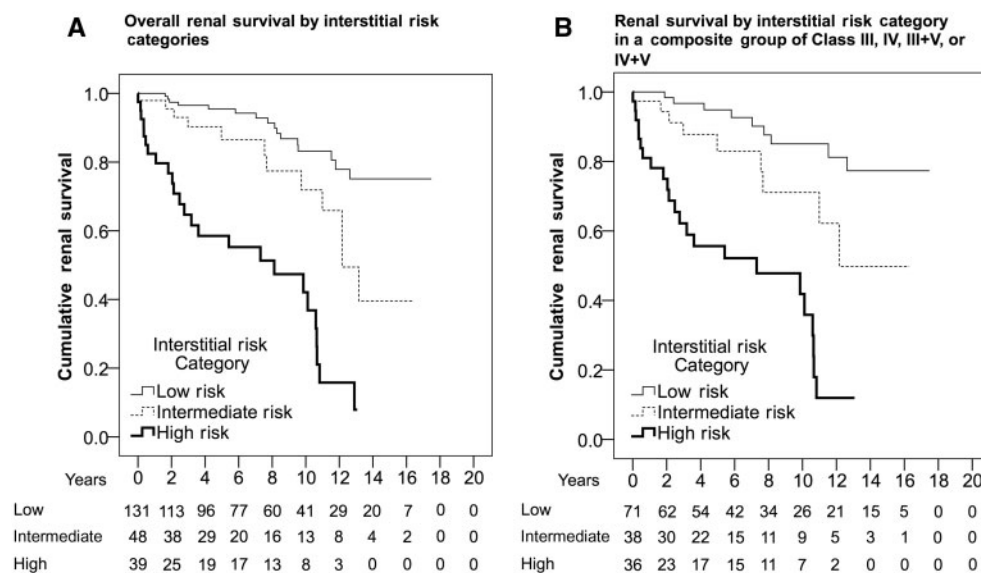 A
Overall renal survival by interstitial risk
categories
Cumulative renal survival
1.0
0.8
0.6
0.4
0.2
0.0
Interstitial risk
Category
Low risk
Intermediate risk
High risk
Years 0 2 4 6 8 10 12 14 16 18 20
Low 131 113 96 77 60 41 29 20 7 0 0
Intermediate 48 38 29 20 16 13 8 4 2 0 0
High 39 25 19 17 13 8 3 0 0 0 0
B
Renal survival by interstitial risk category
in a composite group of Class III, IV, III+V, or
IV+V
Cumulative renal survival
1.0
0.8
0.6
0.4
0.2
0.0
Interstitial risk
Category
Low risk
Intermediate risk
High risk
Years 0 2 4 6 8 10 12 14 16 18 20
Low 71 62 54 42 34 26 21 15 5 0 0
Intermediate 38 30 22 15 11 9 5 3 1 0 0
High 36 23 17 15 11 7 2 0 0 0 0